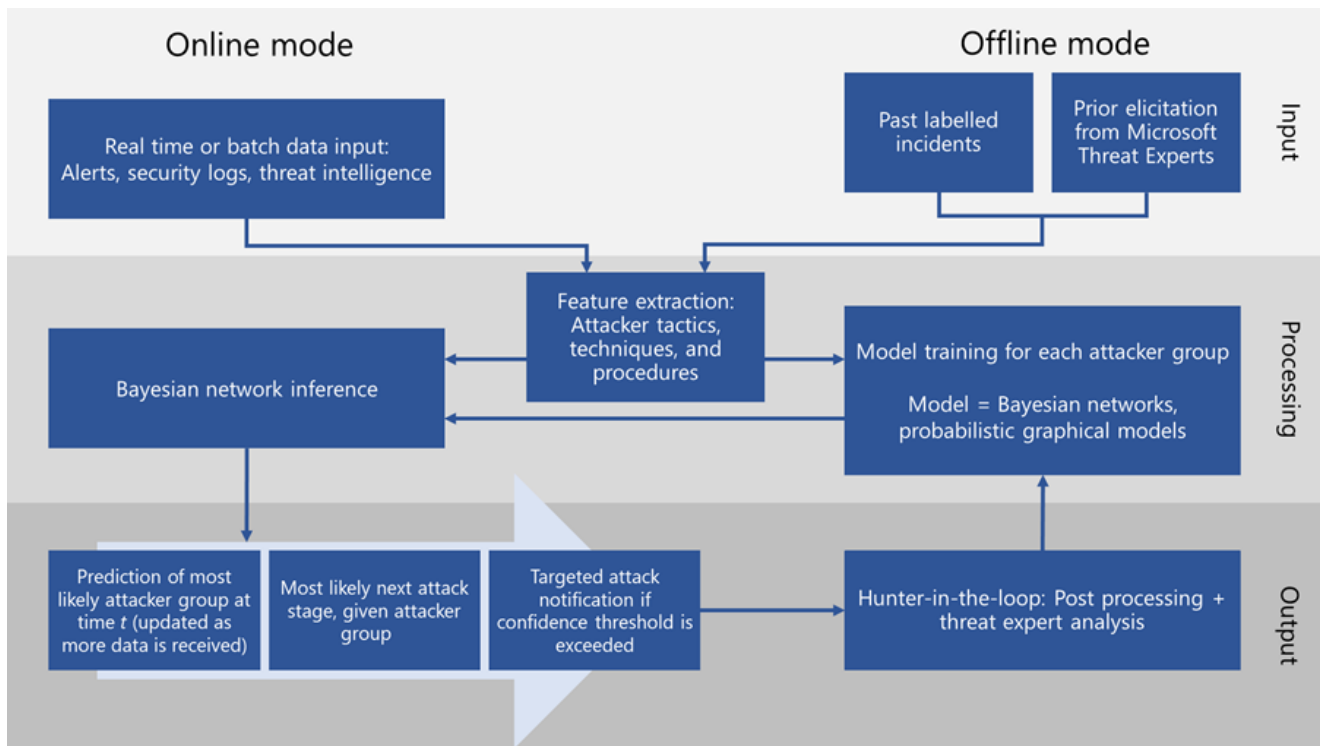 Online mode
Offline mode
Real time or batch data input:
Alerts, security logs, threat intelligence
Past labelled
incidents
Prior elicitation
from Microsoft
Threat Experts
Input
Feature extraction:
Attacker tactics,
techniques, and
procedures
Bayesian network inference
Model training for each attacker group
Model = Bayesian networks,
probabilistic graphical models
Processing
Prediction of most
likely attacker group at
time t (updated as
more data is received)
Most likely next attack
stage, given attacker
group
Targeted attack
notification if
confidence threshold is
exceeded
Hunter-in-the-loop: Post processing +
threat expert analysis
Output